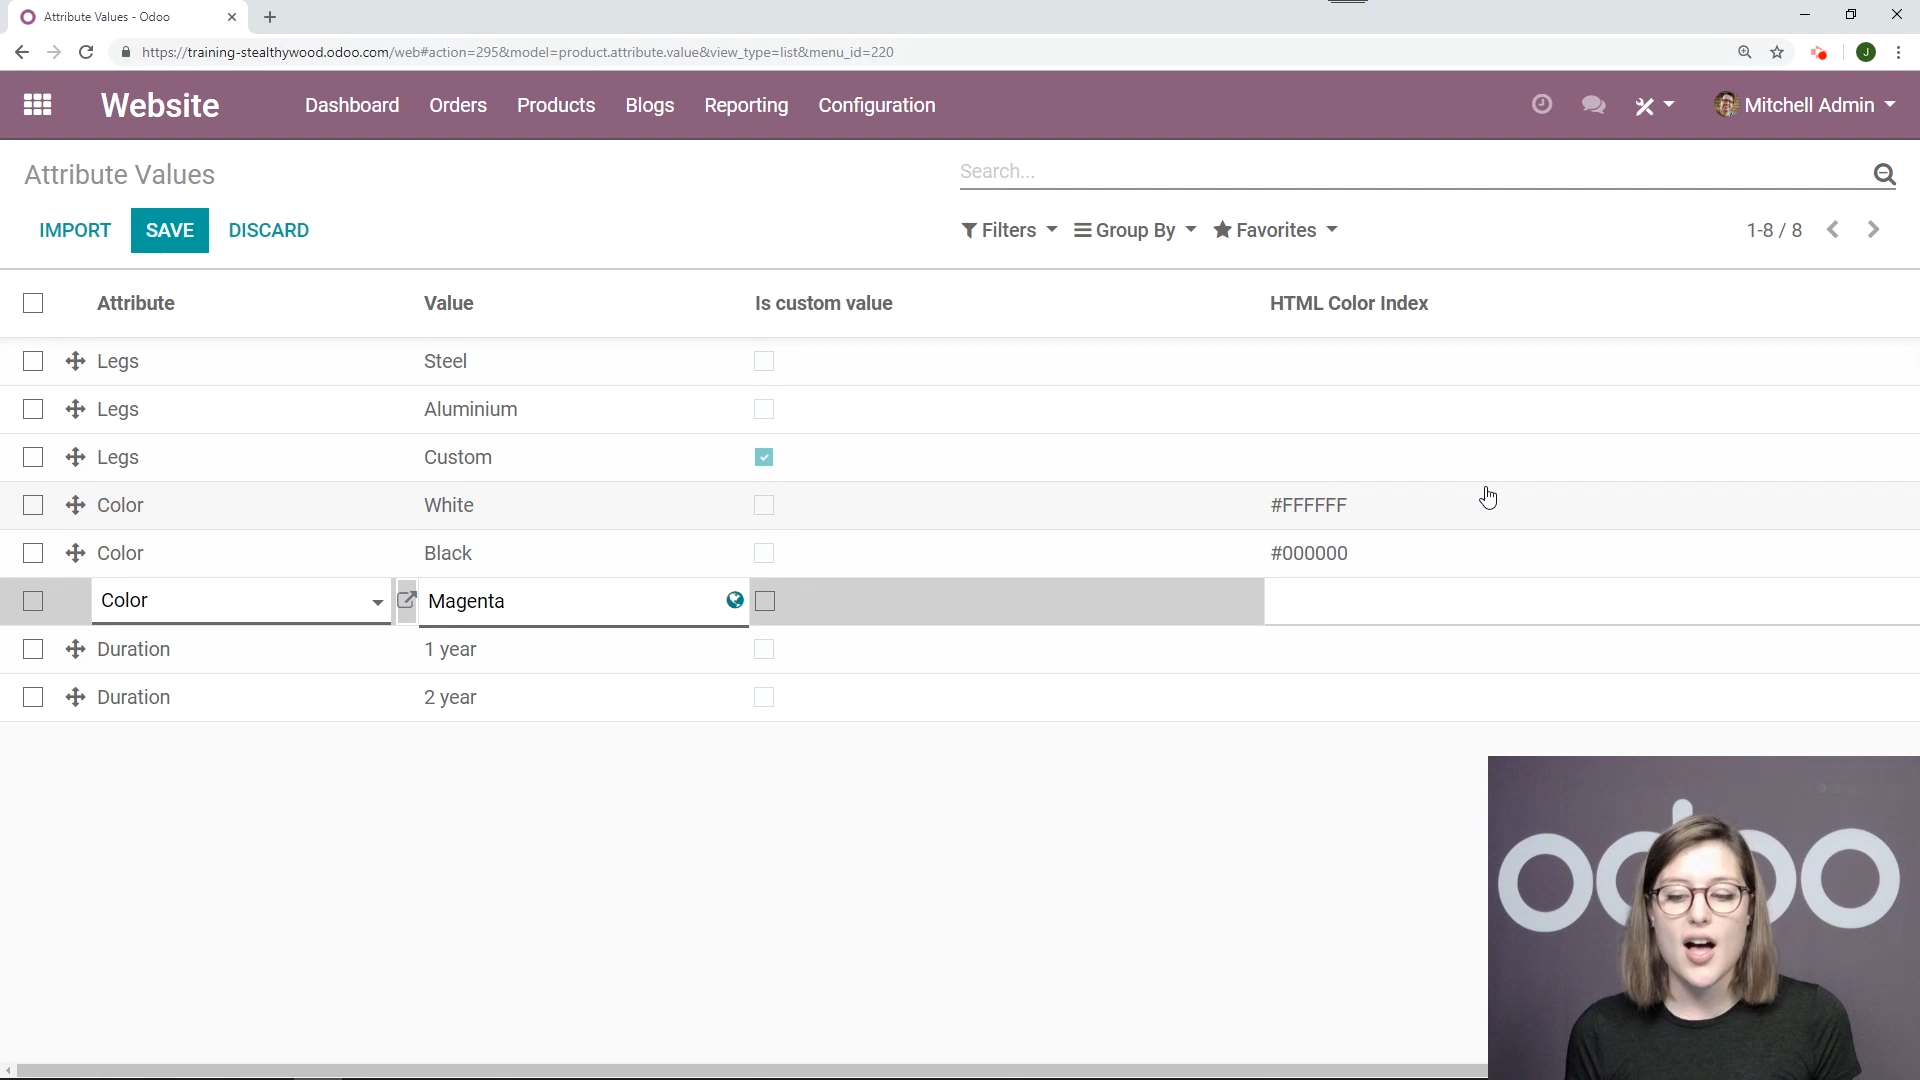 Attribute Values - Odoo
https://training-stealthywood.odoo.com/web#action=295&model=product.attribute.value&view_type=list&menu_id=220
J
Website Dashboard Orders Products Blogs Reporting Configuration Mitchell Admin
Attribute Values
Search...
IMPORT SAVE DISCARD Filters Group By Favorites 1-8 / 8
Attribute Value Is custom value HTML Color Index
Legs Steel
Legs Aluminium
Legs Custom
Color White #FFFFFF
Color Black #000000
Color Magenta
Duration 1 year
Duration 2 year
odoo